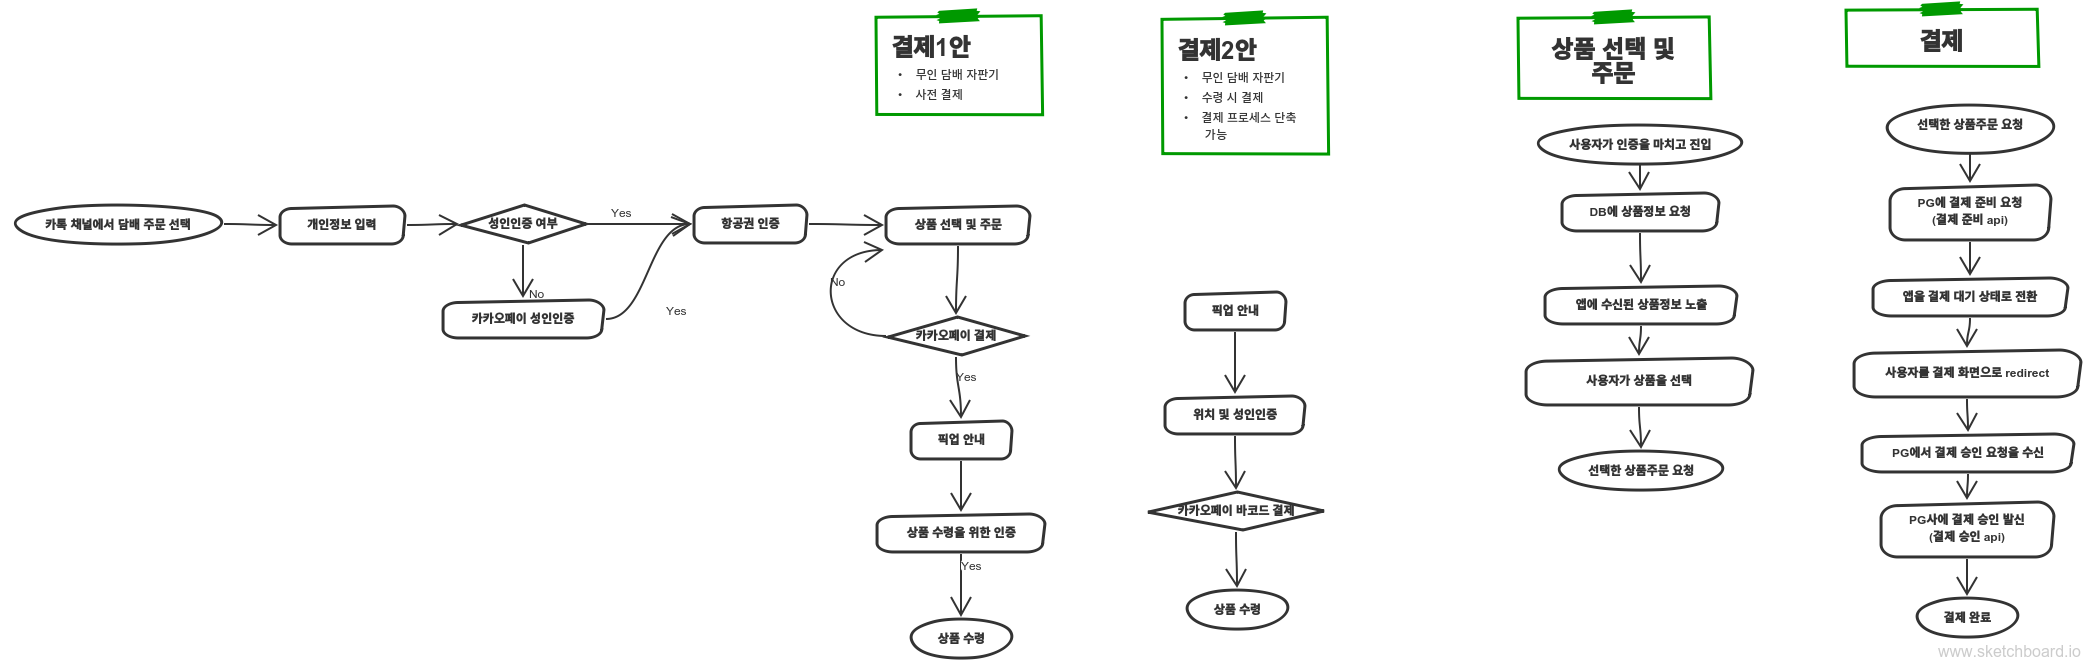 결제1안
• 무인 담배 자판기
• 사전 결제
카톡 채널에서 담배 주문 선택
개인정보 입력
성인인증 여부
Yes
No
카카오페이 성인인증
Yes
항공권 인증
상품 선택 및 주문
No
카카오페이 결제
Yes
픽업 안내
상품 수령을 위한 인증
Yes
상품 수령
결제2안
• 무인 담배 자판기
• 수령 시 결제
• 결제 프로세스 단축
가능
픽업 안내
위치 및 성인인증
카카오페이 바코드 결제
상품 수령
상품 선택 및
주문
사용자가 인증을 마치고 진입
DB에 상품정보 요청
앱에 수신된 상품정보 노출
사용자가 상품을 선택
선택한 상품주문 요청
결제
선택한 상품주문 요청
PG에 결제 준비 요청
(결제 준비 api)
앱을 결제 대기 상태로 전환
사용자를 결제 화면으로 redirect
PG에서 결제 승인 요청을 수신
PG사에 결제 승인 발신
(결제 승인 api)
결제 완료
www.sketchboard.io